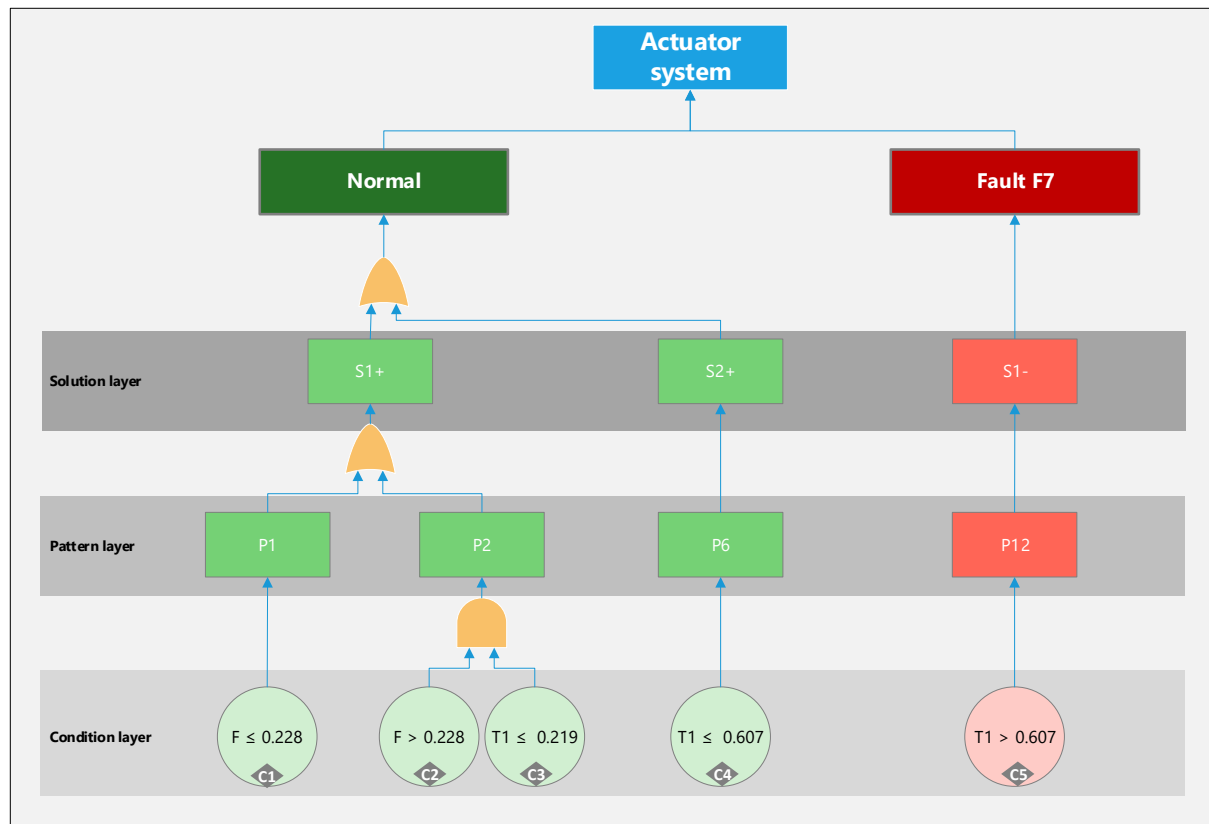 Actuator
system
Normal
Fault F7
Solution layer
S1+
S2+
S1-
Pattern layer
P1
P2
P6
P12
Condition layer
F ≤ 0.228
F > 0.228
T1 ≤ 0.219
T1 ≤ 0.607
T1 > 0.607
C1
C2
C3
C4
C5